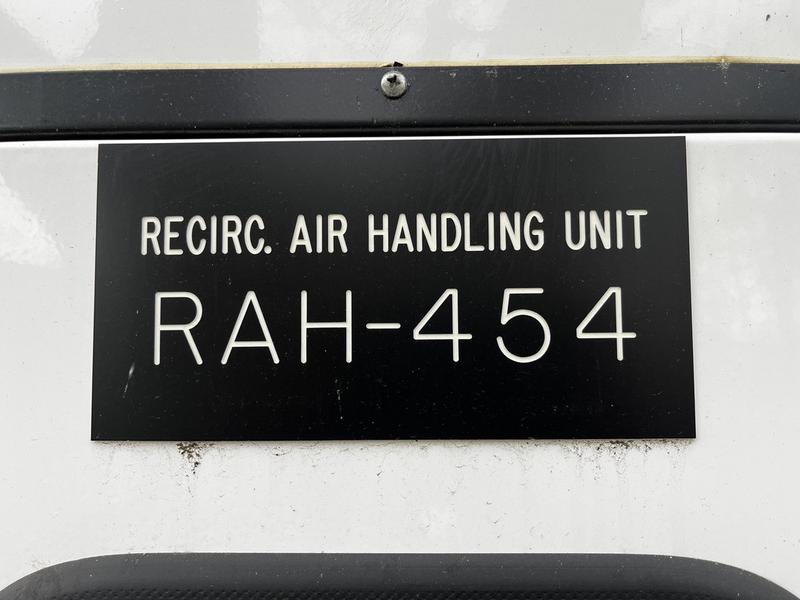 RECIRC. AIR HANDLING UNIT
RAH-454